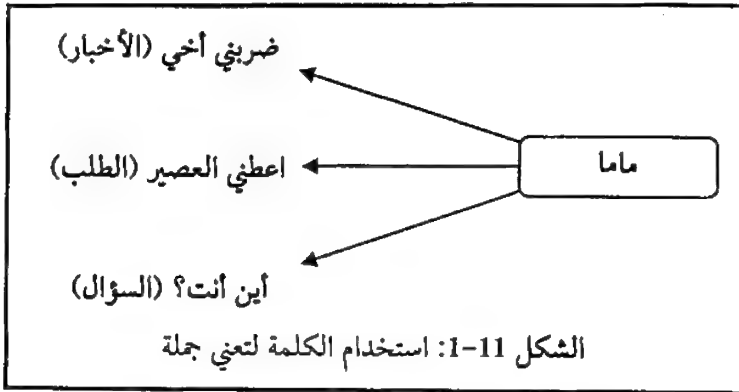 ضربني أخي (الأخبار)
ماما
اعطني العصير (الطلب)
أين أنت؟ (السؤال)
الشكل 11-1: استخدام الكلمة لتعني جملة